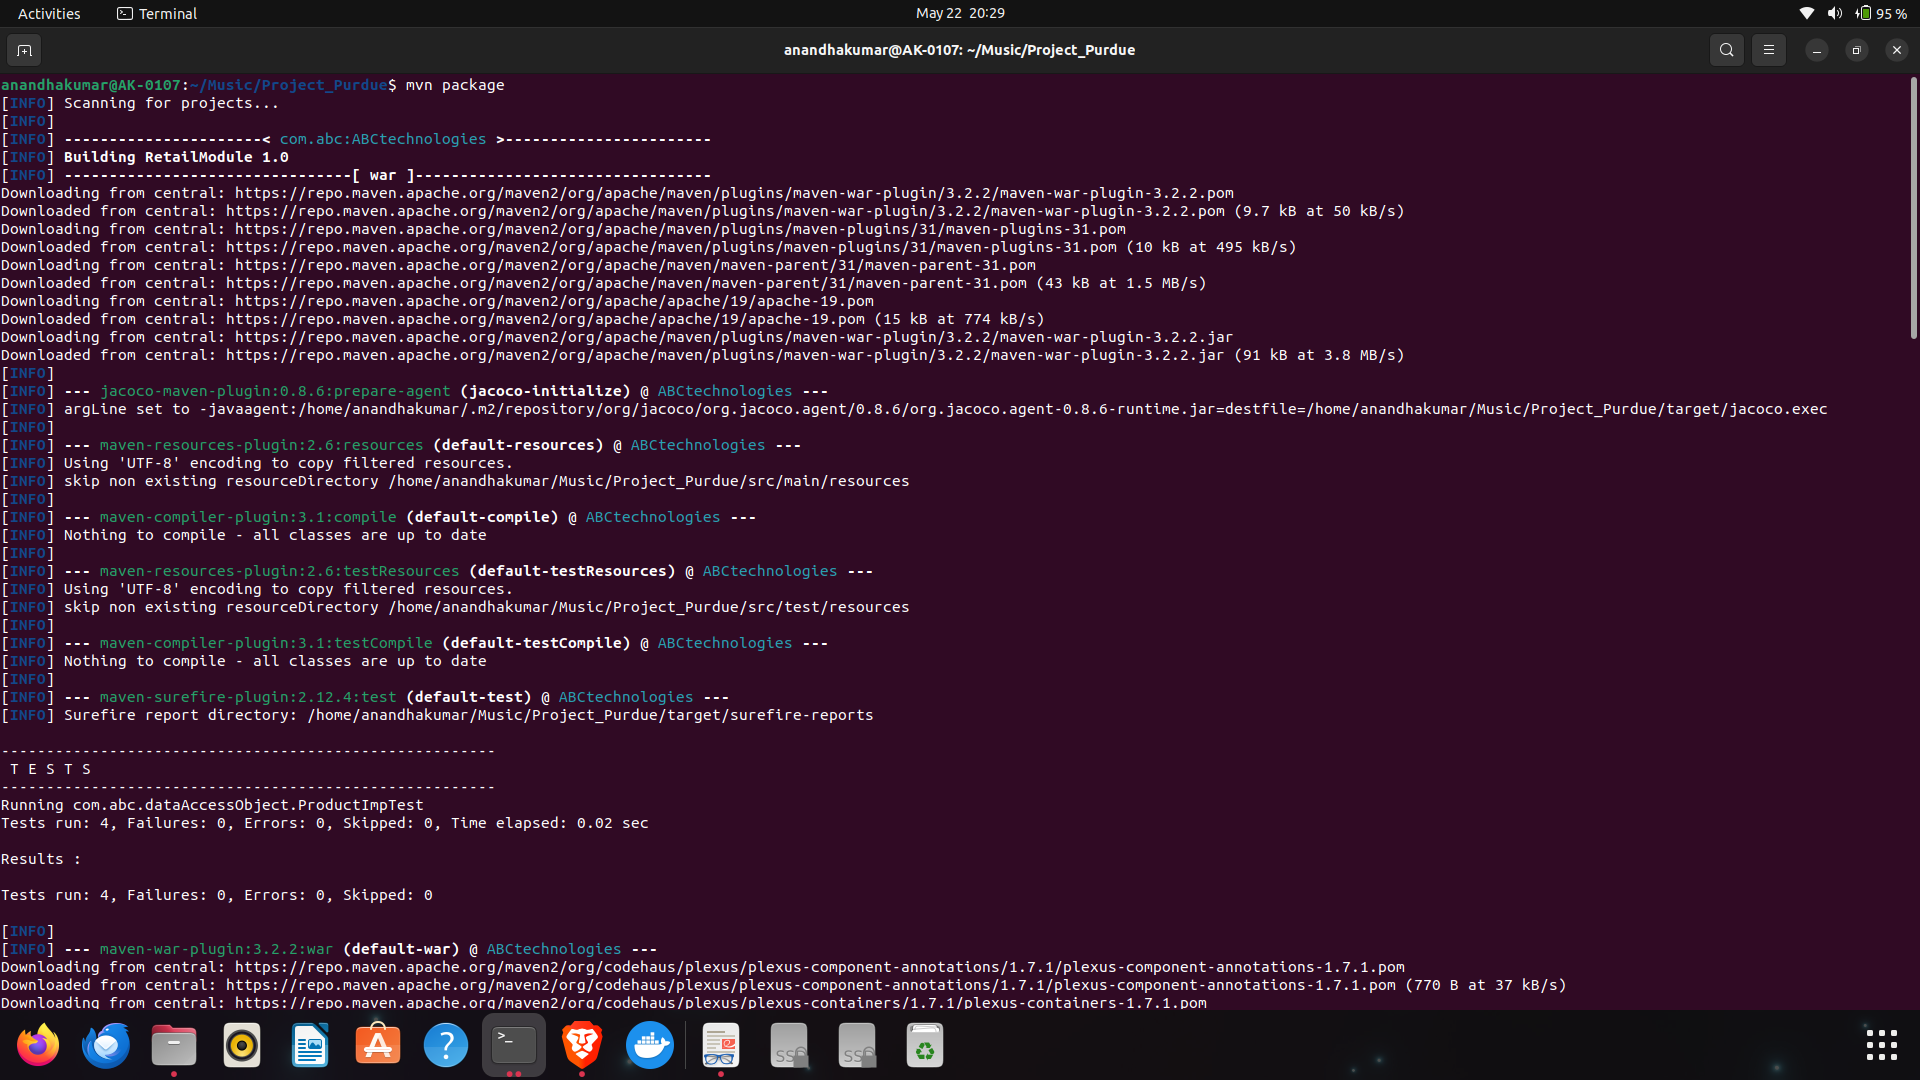 Activities
Terminal
May 22 20:29
95 %
anandhakumar@AK-0107: ~/Music/Project_Purdue
anandhakumar@AK-0107:~/Music/Project_Purdue$ mvn package
[INFO] Scanning for projects...
[INFO]
[INFO] ----------------------< com.abc:ABCtechnologies >-----------------------
[INFO] Building RetailModule 1.0
[INFO] --------------------------------[ war ]---------------------------------
Downloading from central: https://repo.maven.apache.org/maven2/org/apache/maven/plugins/maven-war-plugin/3.2.2/maven-war-plugin-3.2.2.pom
Downloaded from central: https://repo.maven.apache.org/maven2/org/apache/maven/plugins/maven-war-plugin/3.2.2/maven-war-plugin-3.2.2.pom (9.7 kB at 50 kB/s)
Downloading from central: https://repo.maven.apache.org/maven2/org/apache/maven/plugins/maven-plugins/31/maven-plugins-31.pom
Downloaded from central: https://repo.maven.apache.org/maven2/org/apache/maven/plugins/maven-plugins/31/maven-plugins-31.pom (10 kB at 495 kB/s)
Downloading from central: https://repo.maven.apache.org/maven2/org/apache/maven/maven-parent/31/maven-parent-31.pom
Downloaded from central: https://repo.maven.apache.org/maven2/org/apache/maven/maven-parent/31/maven-parent-31.pom (43 kB at 1.5 MB/s)
Downloading from central: https://repo.maven.apache.org/maven2/org/apache/apache/19/apache-19.pom
Downloaded from central: https://repo.maven.apache.org/maven2/org/apache/apache/19/apache-19.pom (15 kB at 774 kB/s)
Downloading from central: https://repo.maven.apache.org/maven2/org/apache/maven/plugins/maven-war-plugin/3.2.2/maven-war-plugin-3.2.2.jar
Downloaded from central: https://repo.maven.apache.org/maven2/org/apache/maven/plugins/maven-war-plugin/3.2.2/maven-war-plugin-3.2.2.jar (91 kB at 3.8 MB/s)
[INFO]
[INFO] --- jacoco-maven-plugin:0.8.6:prepare-agent (jacoco-initialize) @ ABCtechnologies ---
[INFO] argLine set to -javaagent:/home/anandhakumar/.m2/repository/org/jacoco/org.jacoco.agent/0.8.6/org.jacoco.agent-0.8.6-runtime.jar=destfile=/home/anandhakumar/Music/Project_Purdue/target/jacoco.exec
[INFO]
[INFO] --- maven-resources-plugin:2.6:resources (default-resources) @ ABCtechnologies ---
[INFO] Using 'UTF-8' encoding to copy filtered resources.
[INFO] skip non existing resourceDirectory /home/anandhakumar/Music/Project_Purdue/src/main/resources
[INFO]
[INFO] --- maven-compiler-plugin:3.1:compile (default-compile) @ ABCtechnologies ---
[INFO] Nothing to compile - all classes are up to date
[INFO]
[INFO] --- maven-resources-plugin:2.6:testResources (default-testResources) @ ABCtechnologies ---
[INFO] Using 'UTF-8' encoding to copy filtered resources.
[INFO] skip non existing resourceDirectory /home/anandhakumar/Music/Project_Purdue/src/test/resources
[INFO]
[INFO] --- maven-compiler-plugin:3.1:testCompile (default-testCompile) @ ABCtechnologies ---
[INFO] Nothing to compile - all classes are up to date
[INFO]
[INFO] --- maven-surefire-plugin:2.12.4:test (default-test) @ ABCtechnologies ---
[INFO] Surefire report directory: /home/anandhakumar/Music/Project_Purdue/target/surefire-reports
-------------------------------------------------------
T E S T S
-------------------------------------------------------
Running com.abc.dataAccessObject.ProductImpTest
Tests run: 4, Failures: 0, Errors: 0, Skipped: 0, Time elapsed: 0.02 sec
Results :
Tests run: 4, Failures: 0, Errors: 0, Skipped: 0
[INFO]
[INFO] --- maven-war-plugin:3.2.2:war (default-war) @ ABCtechnologies ---
Downloading from central: https://repo.maven.apache.org/maven2/org/codehaus/plexus/plexus-component-annotations/1.7.1/plexus-component-annotations-1.7.1.pom
Downloaded from central: https://repo.maven.apache.org/maven2/org/codehaus/plexus/plexus-component-annotations/1.7.1/plexus-component-annotations-1.7.1.pom (770 B at 37 kB/s)
Downloading from central: https://repo.maven.apache.org/maven2/org/codehaus/plexus/plexus-containers/1.7.1/plexus-containers-1.7.1.pom